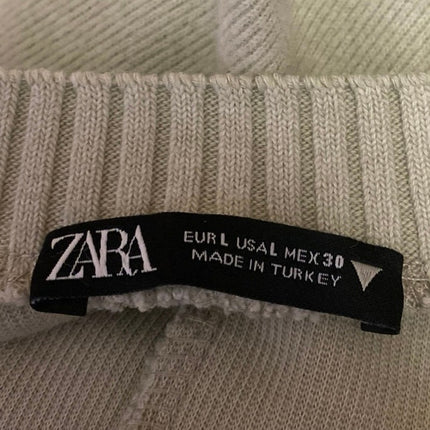 ZARA
EUR L USA L MEX 30
MADE IN TURKEY